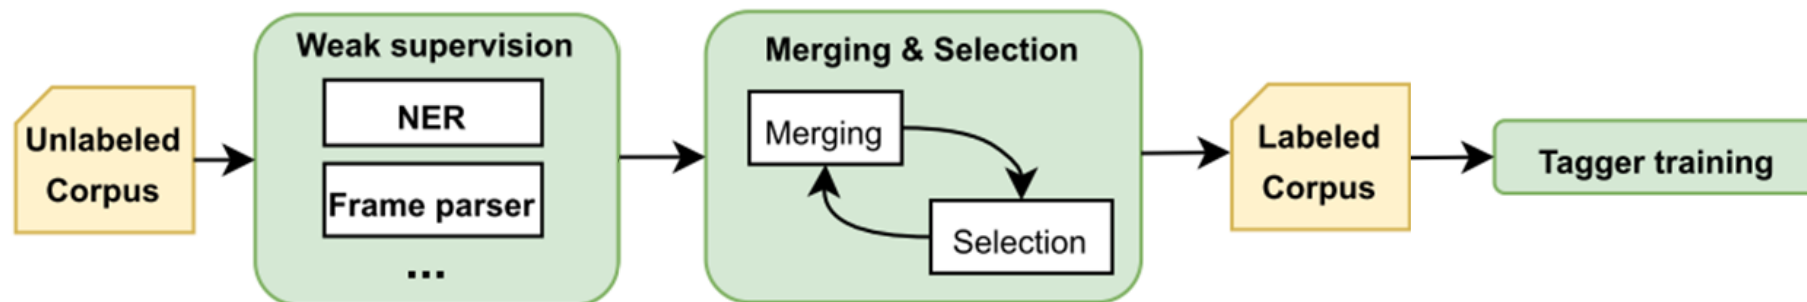 Unlabeled
Corpus
Weak supervision
NER
Frame parser
...
Merging & Selection
Merging
Selection
Labeled
Corpus
Tagger training